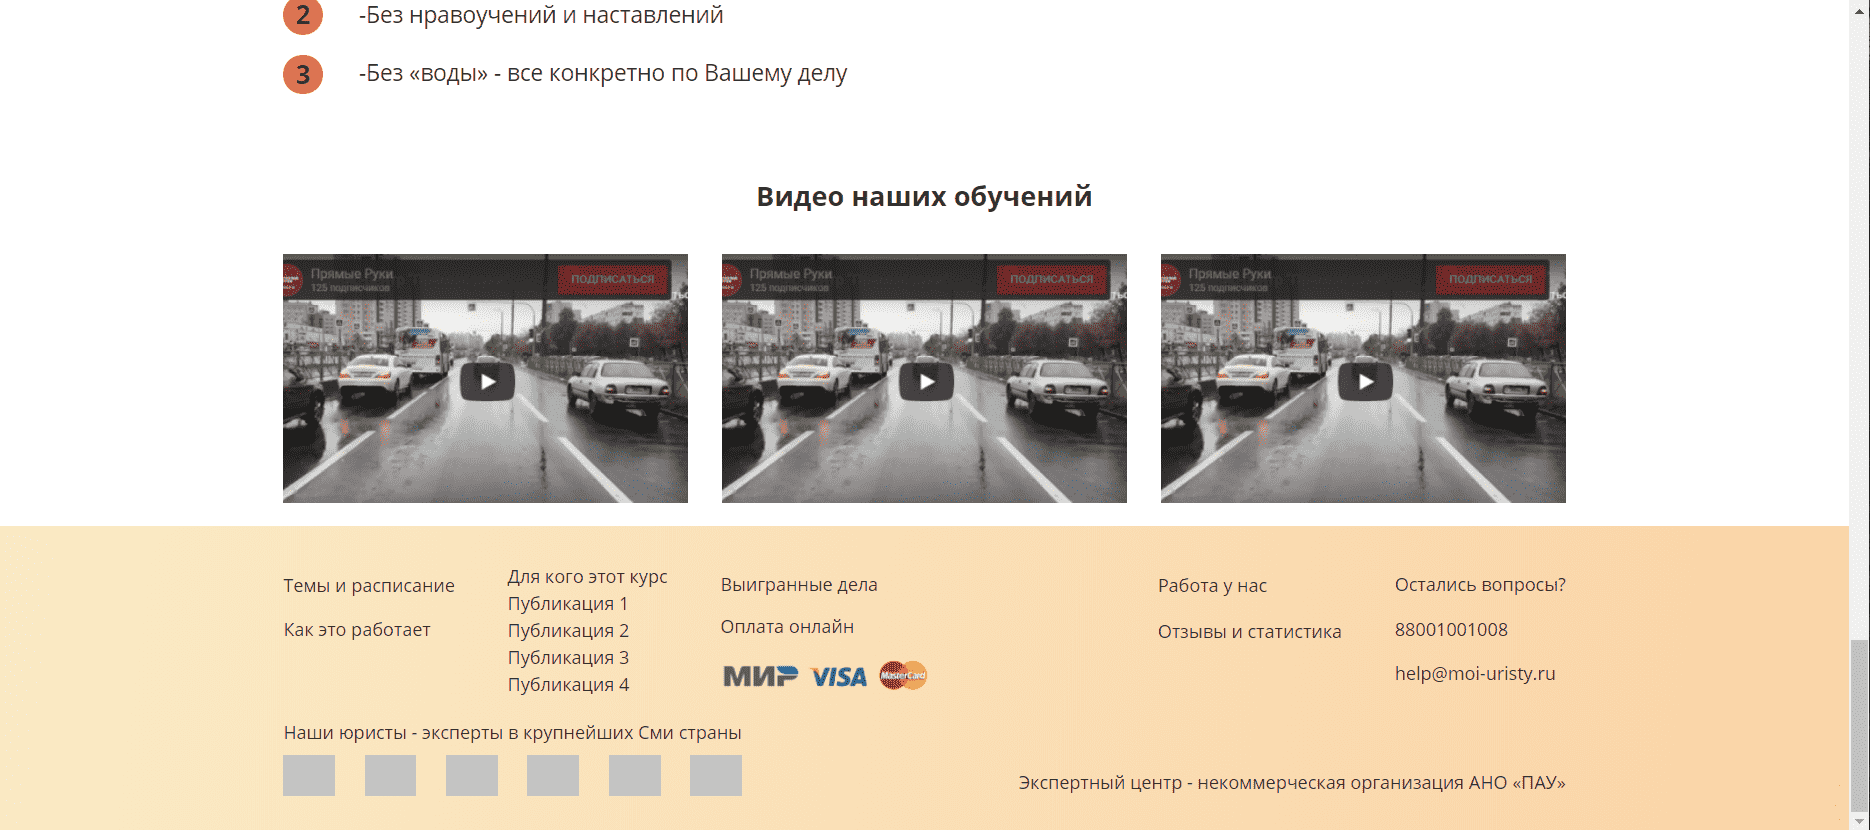 2
-Без нравоучений и наставлений
3
-Без «воды» - все конкретно по Вашему делу
Видео наших обучений
Прямые Руки
125 подписчиков
ПОДПИСАТЬСЯ
Прямые Руки
125 подписчиков
ПОДПИСАТЬСЯ
Прямые Руки
125 подписчиков
ПОДПИСАТЬСЯ
Темы и расписание
Как это работает
Для кого этот курс
Публикация 1
Публикация 2
Публикация 3
Публикация 4
Выигранные дела
Оплата онлайн
МИР VISA MasterCard
Работа у нас
Отзывы и статистика
Остались вопросы?
88001001008
help@moi-uristy.ru
Наши юристы - эксперты в крупнейших Сми страны
Экспертный центр - некоммерческая организация АНО «ПАУ»